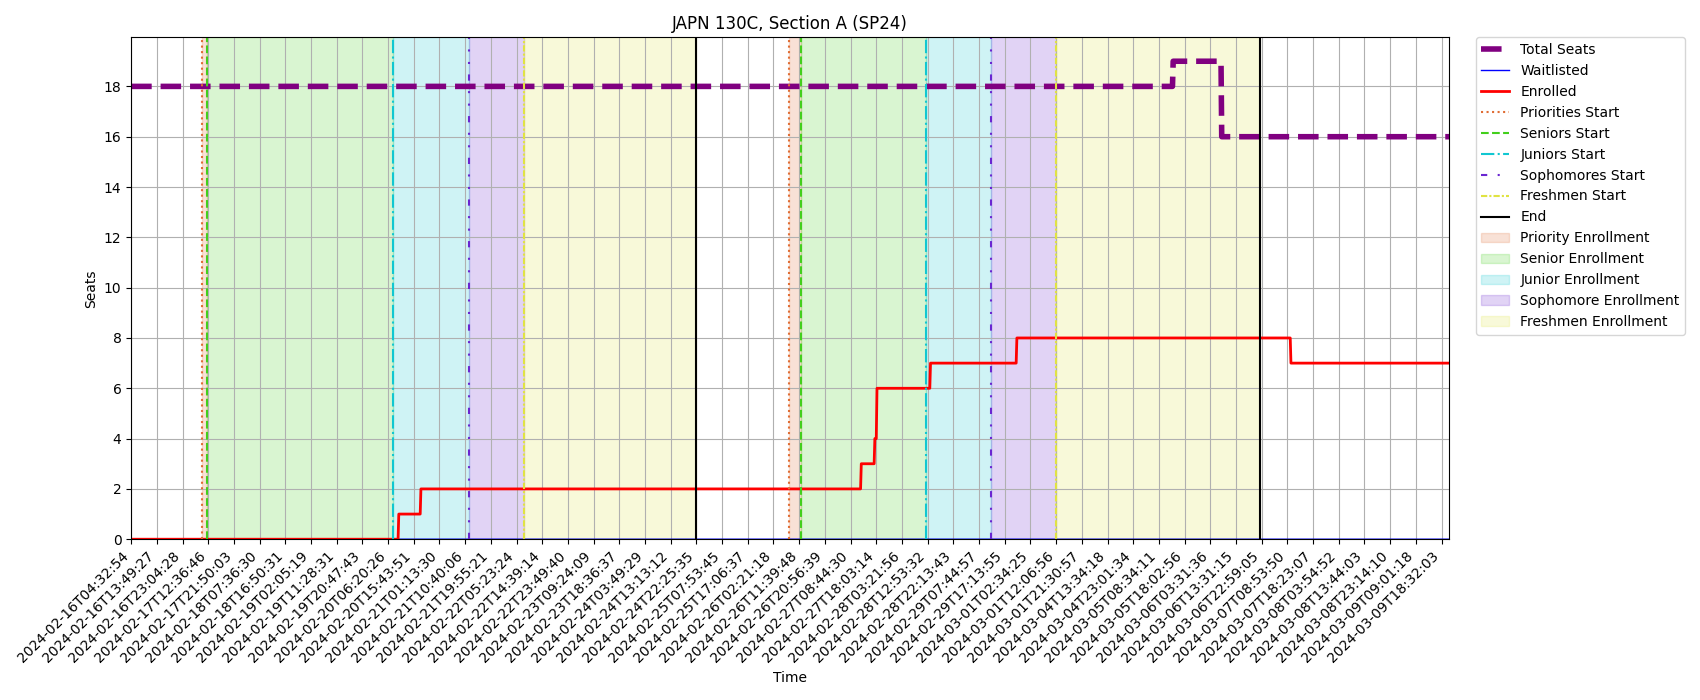 JAPN 130C, Section A (SP24)
Seats
18
16
14
12
10
8
6
4
2
0
2024-02-16T04:32:54
2024-02-16T13:49:27
2024-02-16T23:04:28
2024-02-17T12:36:46
2024-02-17T21:50:03
2024-02-18T07:36:30
2024-02-18T16:50:31
2024-02-19T02:05:19
2024-02-19T11:28:31
2024-02-19T20:47:43
2024-02-20T06:20:26
2024-02-20T15:43:51
2024-02-21T01:13:30
2024-02-21T10:40:06
2024-02-21T19:55:21
2024-02-22T05:23:24
2024-02-22T14:39:14
2024-02-22T23:49:40
2024-02-23T09:24:09
2024-02-23T18:36:37
2024-02-24T03:49:29
2024-02-24T13:13:12
2024-02-24T22:25:35
2024-02-25T07:53:45
2024-02-25T17:06:37
2024-02-26T02:21:18
2024-02-26T11:39:48
2024-02-26T20:56:39
2024-02-27T08:44:30
2024-02-27T18:03:14
2024-02-28T03:21:56
2024-02-28T12:53:32
2024-02-28T22:13:43
2024-02-29T07:44:57
2024-02-29T17:13:55
2024-03-01T02:34:25
2024-03-01T12:06:56
2024-03-01T21:30:57
2024-03-04T13:34:18
2024-03-04T23:01:34
2024-03-05T08:34:11
2024-03-05T18:02:56
2024-03-06T03:31:36
2024-03-06T13:31:15
2024-03-06T22:59:05
2024-03-07T08:53:50
2024-03-07T18:23:07
2024-03-08T03:54:52
2024-03-08T13:44:03
2024-03-08T23:14:10
2024-03-09T09:01:18
2024-03-09T18:32:03
Time
Total Seats
Waitlisted
Enrolled
Priorities Start
Seniors Start
Juniors Start
Sophomores Start
Freshmen Start
End
Priority Enrollment
Senior Enrollment
Junior Enrollment
Sophomore Enrollment
Freshmen Enrollment